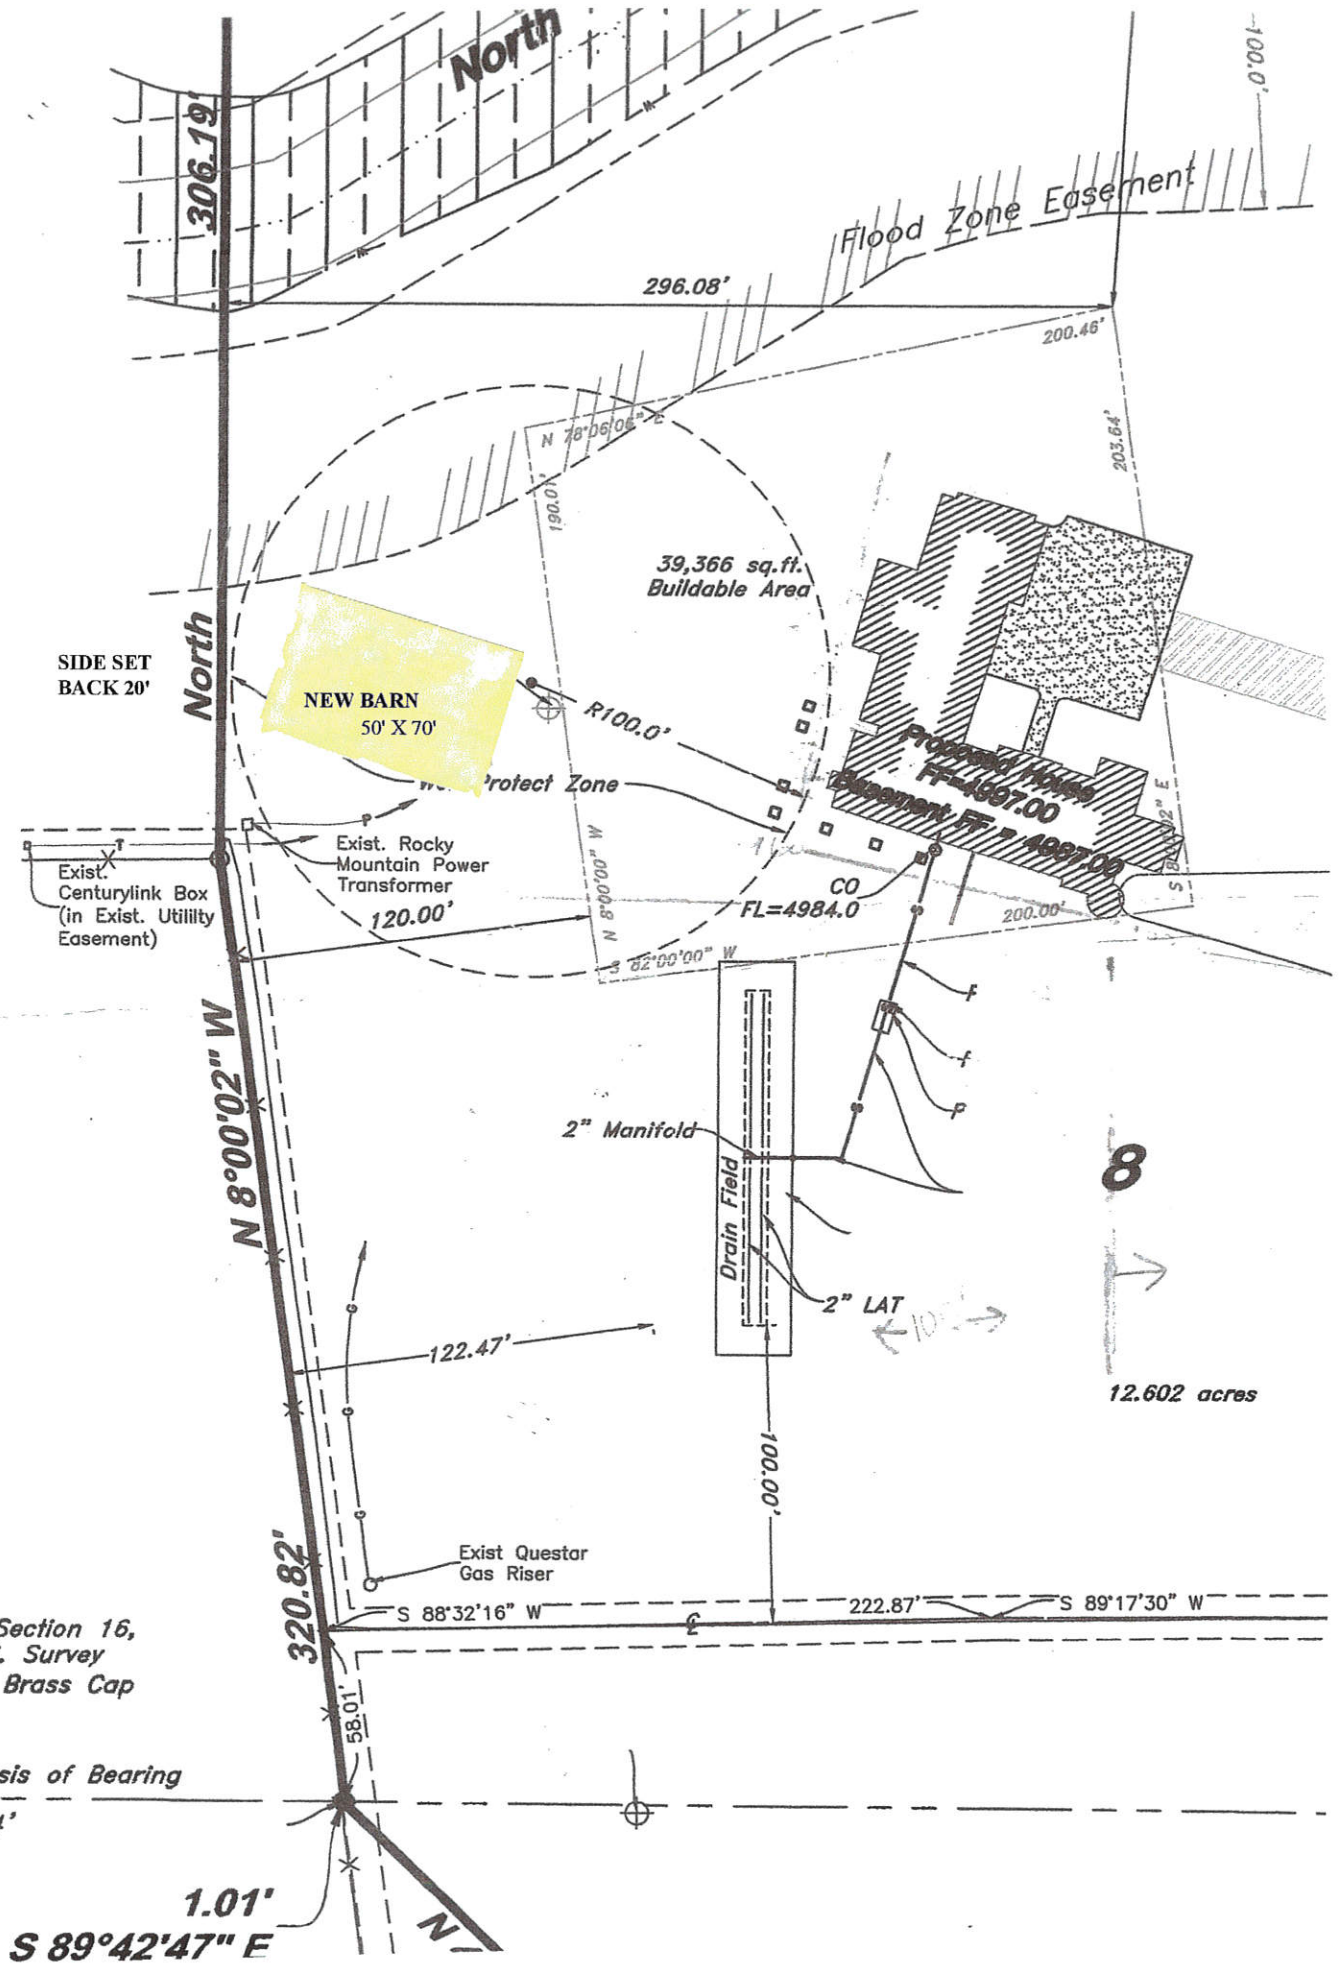 North
306.19'
100.0'
Flood Zone Easement
296.08'
200.46'
N 78°06'06" E
203.64'
190.01'
39,366 sq.ft.
Buildable Area
North
SIDE SET
BACK 20'
NEW BARN
50' X 70'
R100.0'
Protect Zone
Proposed House
FF=4997.00
Basement FF = 4987.00
P
T
Exist. Rocky
Mountain Power
Transformer
Exist.
Centurylink Box
(in Exist. Utility
Easement)
120.00'
N 8°00'00" W
CO
FL=4984.0
200.00'
S 82°00'00" W
N 8°00'02" W
2" Manifold
Drain Field
2" LAT
8
12.602 acres
122.47'
G
G
G
100.00'
320.82'
Exist Questar
Gas Riser
S 88°32'16" W
222.87'
S 89°17'30" W
Section 16,
Survey
Brass Cap
58.01'
sis of Bearing
1.01'
S 89°42'47" E
N